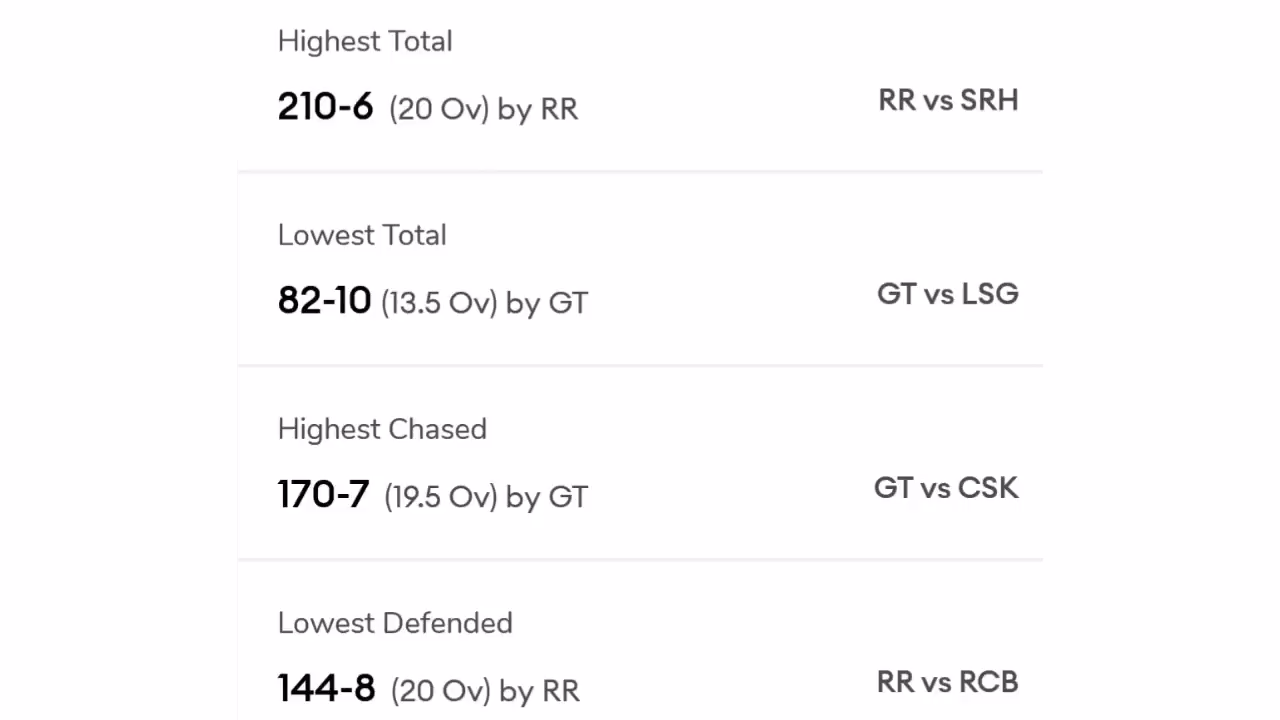 Highest Total
210-6 (20 Ov) by RR
RR vs SRH
Lowest Total
82-10 (13.5 Ov) by GT
GT vs LSG
Highest Chased
170-7 (19.5 Ov) by GT
GT vs CSK
Lowest Defended
144-8 (20 Ov) by RR
RR vs RCB